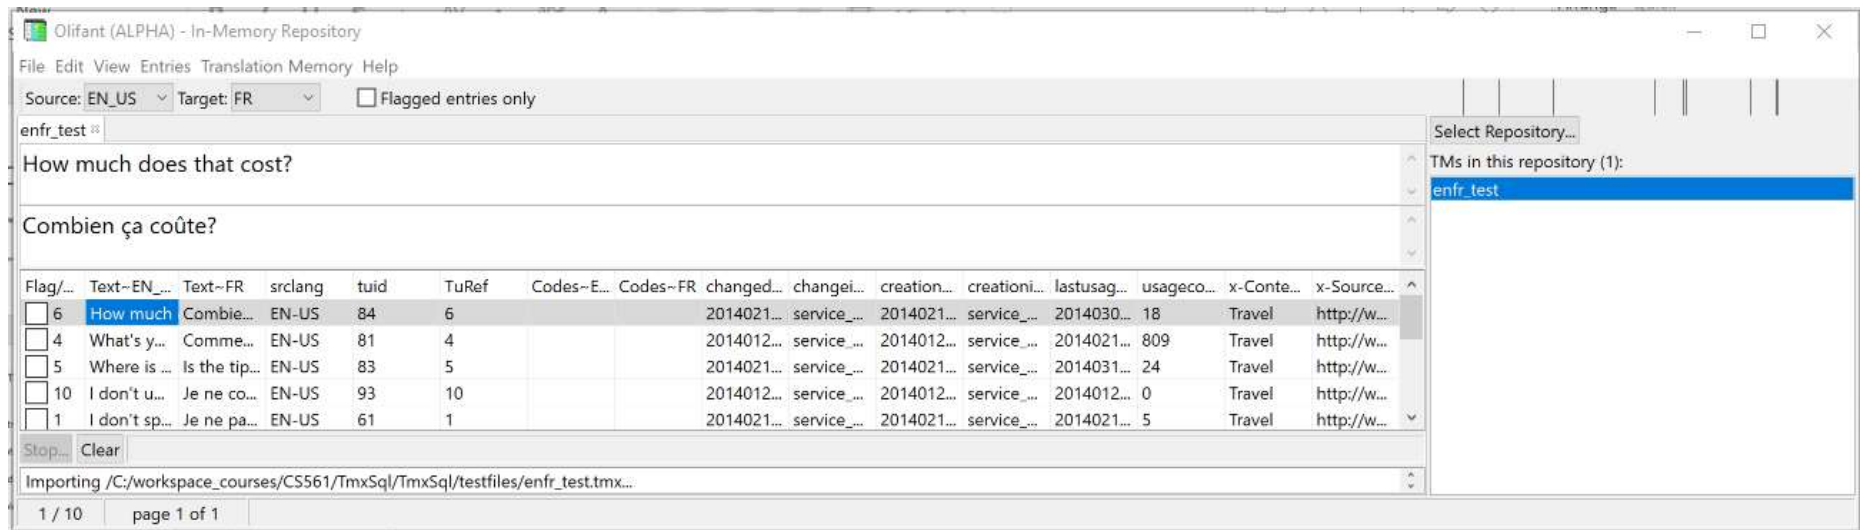 Olifant (ALPHA) - In-Memory Repository
File Edit View Entries Translation Memory Help
Source: EN_US Target: FR Flagged entries only
enfr_test
Select Repository...
How much does that cost?
TMs in this repository (1):
enfr_test
Combien ça coûte?
Flag/... Text~EN_... Text~FR srclang tuid TuRef Codes~E... Codes~FR changed... changei... creation... creationi... lastusag... usageco... x-Conte... x-Source...
6 How much Combie... EN-US 84 6 2014021... service_... 2014021... service_... 2014030... 18 Travel http://w...
4 What's y... Comme... EN-US 81 4 2014012... service_... 2014012... service_... 2014021... 809 Travel http://w...
5 Where is ... Is the tip... EN-US 83 5 2014021... service_... 2014021... service_... 2014031... 24 Travel http://w...
10 I don't u... Je ne co... EN-US 93 10 2014012... service_... 2014012... service_... 2014012... 0 Travel http://w...
1 I don't sp... Je ne pa... EN-US 61 1 2014021... service_... 2014021... service_... 2014021... 5 Travel http://w...
Stop... Clear
Importing /C:/workspace_courses/CS561/TmxSql/TmxSql/testfiles/enfr_test.tmx...
1 / 10 page 1 of 1